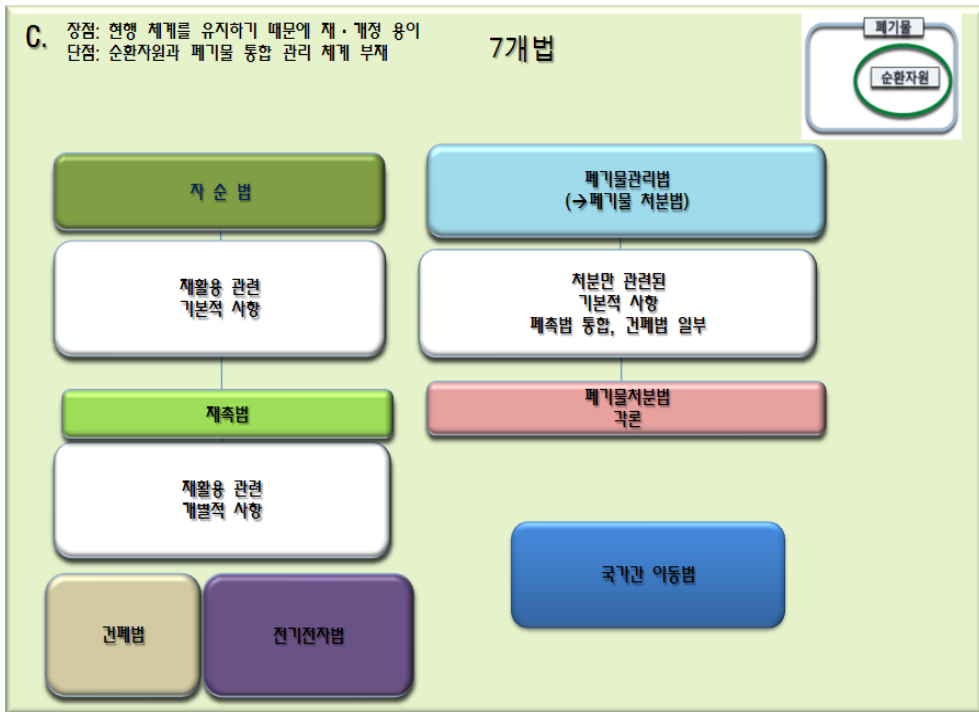 C.
장점: 현행 체계를 유지하기 때문에 재·개정 용이
단점: 순환자원과 폐기물 통합 관리 체계 부재
7개법
폐기물
순환자원
자 순 법
재활용 관련
기본적 사항
재촉법
재활용 관련
개별적 사항
건폐법
전기전자법
폐기물관리법
(→폐기물 처분법)
처분만 관련된
기본적 사항
폐촉법 통합, 건폐법 일부
폐기물처분법
각론
국가간 이동법